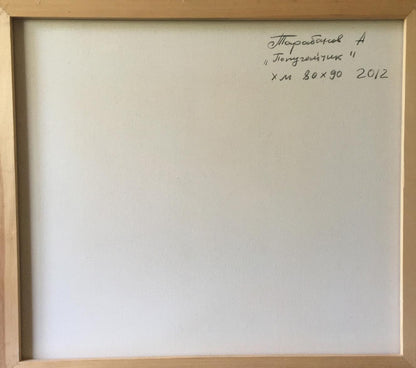 Тарабанов А
„Попугайчик"
х м 80 х 90 2012